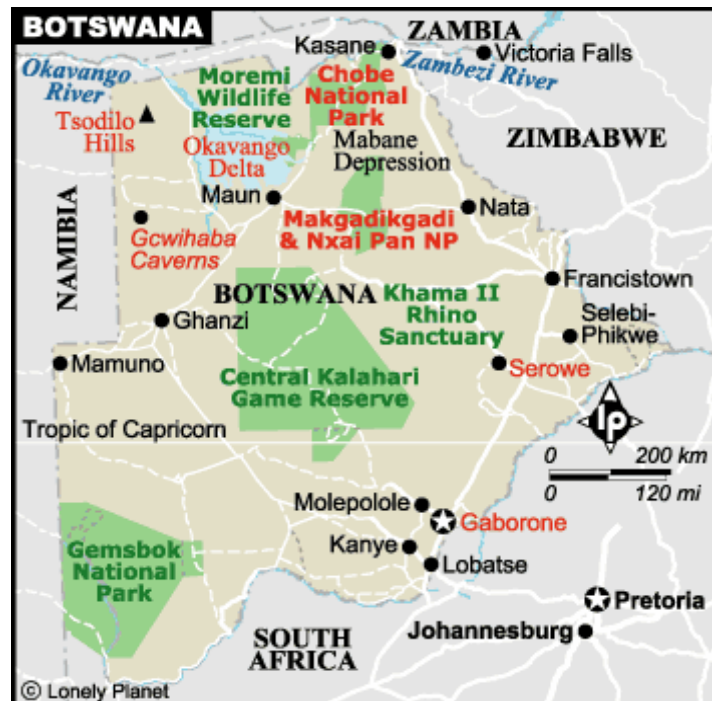 BOTSWANA
ZAMBIA
Kasane
Victoria Falls
Okavango
River
Moremi
Wildlife
Reserve
Chobe
National
Park
Zambezi River
Tsodilo
Hills
Okavango
Delta
Mabane
Depression
ZIMBABWE
NAMIBIA
Maun
Nata
Gcwihaba
Caverns
Makgadikgadi
& Nxai Pan NP
Francistown
BOTSWANA
Khama II
Rhino
Sanctuary
Selebi-
Phikwe
Ghanzi
Mamuno
Serowe
Central Kalahari
Game Reserve
lp
Tropic of Capricorn
0 200 km
0 120 mi
Molepolole
Gaborone
Kanye
Lobatse
Gemsbok
National
Park
Pretoria
Johannesburg
SOUTH
AFRICA
© Lonely Planet